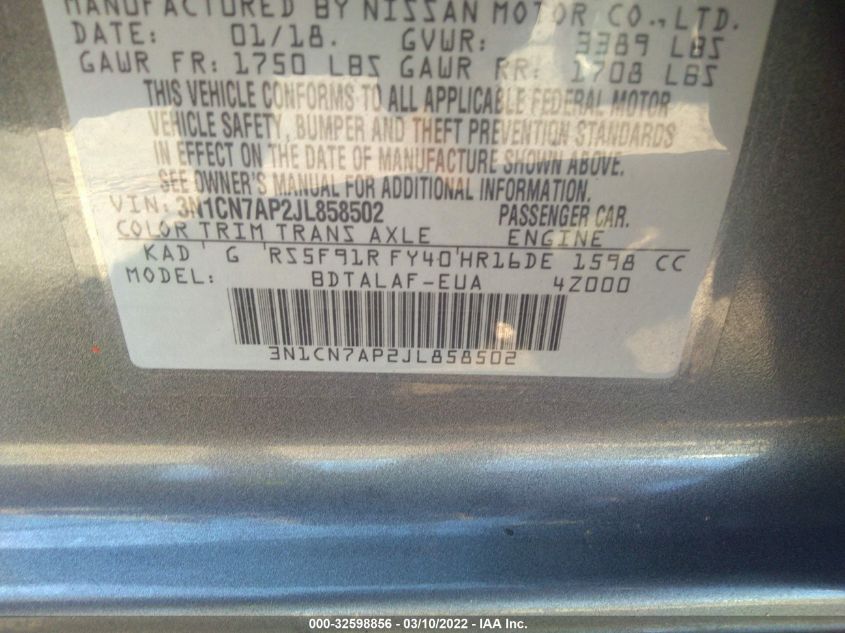 MANUFACTURED BY NISSAN MOTOR CO., LTD.
DATE: 01/18. GVWR: 3389 LBS
GAWR FR: 1750 LBS GAWR RR: 1708 LBS
THIS VEHICLE CONFORMS TO ALL APPLICABLE FEDERAL MOTOR
VEHICLE SAFETY, BUMPER AND THEFT PREVENTION STANDARDS
IN EFFECT ON THE DATE OF MANUFACTURE SHOWN ABOVE.
SEE OWNER'S MANUAL FOR ADDITIONAL INFORMATION.
VIN: 3N1CN7AP2JL858502 PASSENGER CAR.
COLOR TRIM TRANS AXLE ENGINE
KAD ' G 'RS5F91R FY40'HR16DE 1598 CC
MODEL: BDTALAF-EUA 4Z000
3N1CN7AP2JL858502
000-32598856 - 03/10/2022 - IAA Inc.